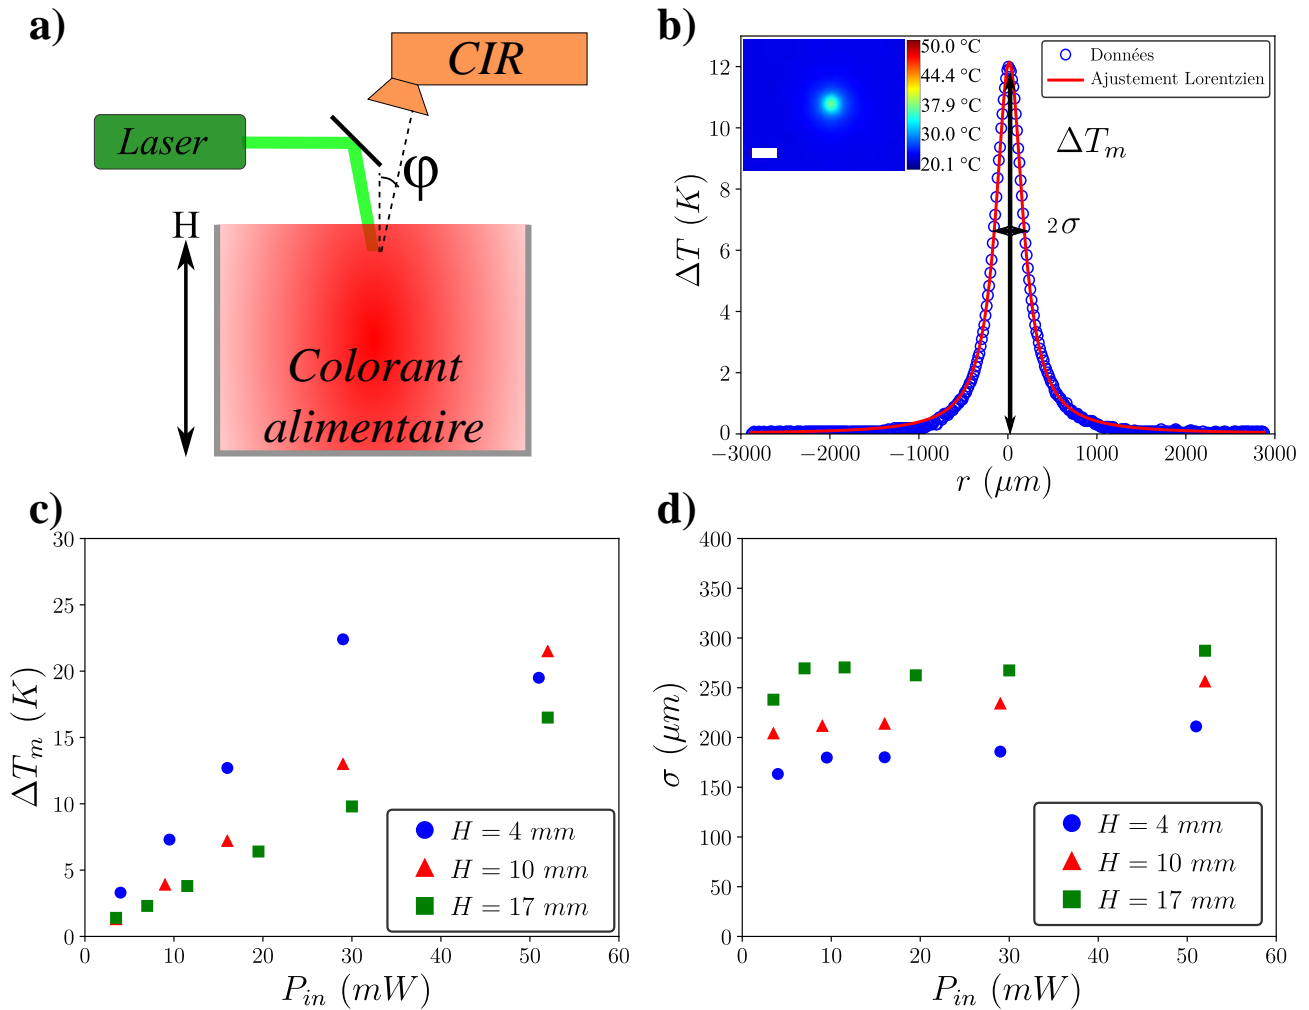 a)
CIR
Laser
φ
H
Colorant
alimentaire
b)
50.0 °C
44.4 °C
37.9 °C
30.0 °C
20.1 °C
Données
Ajustement Lorentzien
ΔT_m
2σ
ΔT (K)
0
2
4
6
8
10
12
−3000 −2000 −1000 0 1000 2000 3000
r (μm)
c)
ΔT_m (K)
30
25
20
15
10
5
0
H = 4 mm
H = 10 mm
H = 17 mm
0 10 20 30 40 50 60
P_in (mW)
d)
σ (μm)
400
350
300
250
200
150
100
50
0
H = 4 mm
H = 10 mm
H = 17 mm
0 10 20 30 40 50 60
P_in (mW)